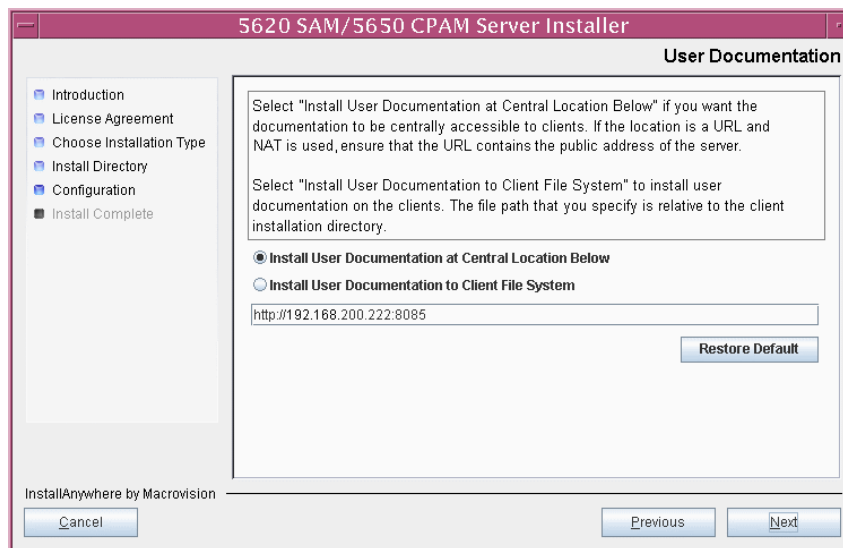 5620 SAM/5650 CPAM Server Installer
User Documentation
Introduction
License Agreement
Choose Installation Type
Install Directory
Configuration
Install Complete
Select "Install User Documentation at Central Location Below" if you want the
documentation to be centrally accessible to clients. If the location is a URL and
NAT is used, ensure that the URL contains the public address of the server.
Select "Install User Documentation to Client File System" to install user
documentation on the clients. The file path that you specify is relative to the client
installation directory.
Install User Documentation at Central Location Below
Install User Documentation to Client File System
http://192.168.200.222:8085
Restore Default
InstallAnywhere by Macrovision
Cancel
Previous
Next